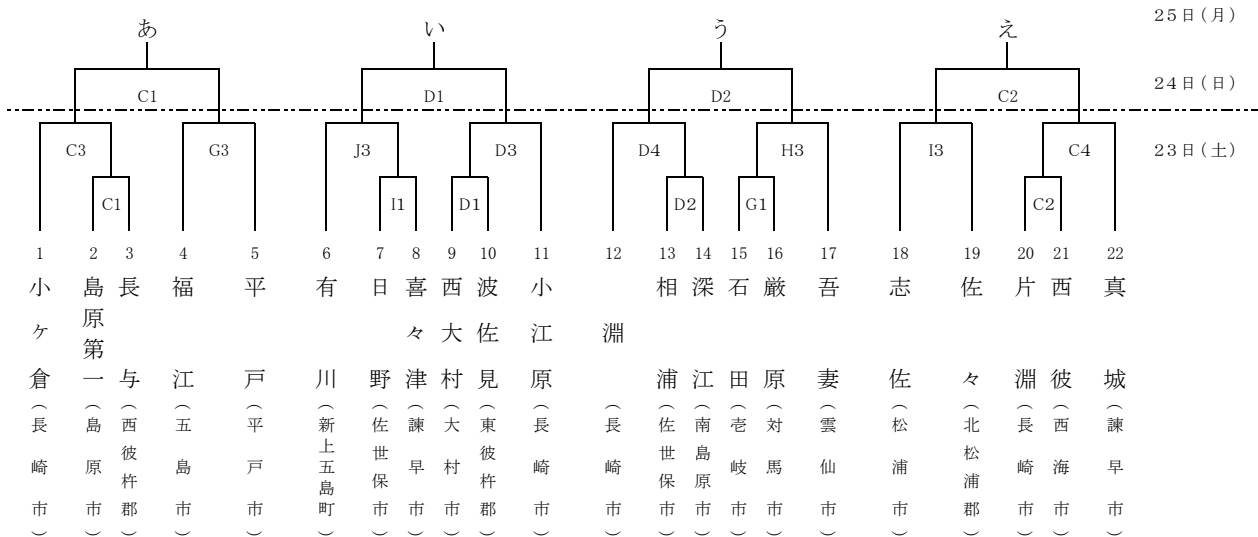 25日(月)
あ い う え
24日(日)
C1 D1 D2 C2
23日(土)
C3 G3 J3 D3 D4 H3 I3 C4
C1 I1 D1 D2 G1 C2
1 2 3 4 5 6 7 8 9 10 11 12 13 14 15 16 17 18 19 20 21 22
小ケ倉(長崎市)
島原第一(島原市)
長与(西彼杵郡)
福江(五島市)
平戸(平戸市)
有川(新上五島町)
日野(佐世保市)
喜々津(諫早市)
西大村(大村市)
波佐見(東彼杵郡)
小江原(長崎市)
淵(長崎市)
相浦(佐世保市)
深江(南島原市)
石田(壱岐市)
厳原(対馬市)
吾妻(雲仙市)
志佐(松浦市)
佐々(北松浦郡)
片淵(長崎市)
西彼(西海市)
真城(諫早市)